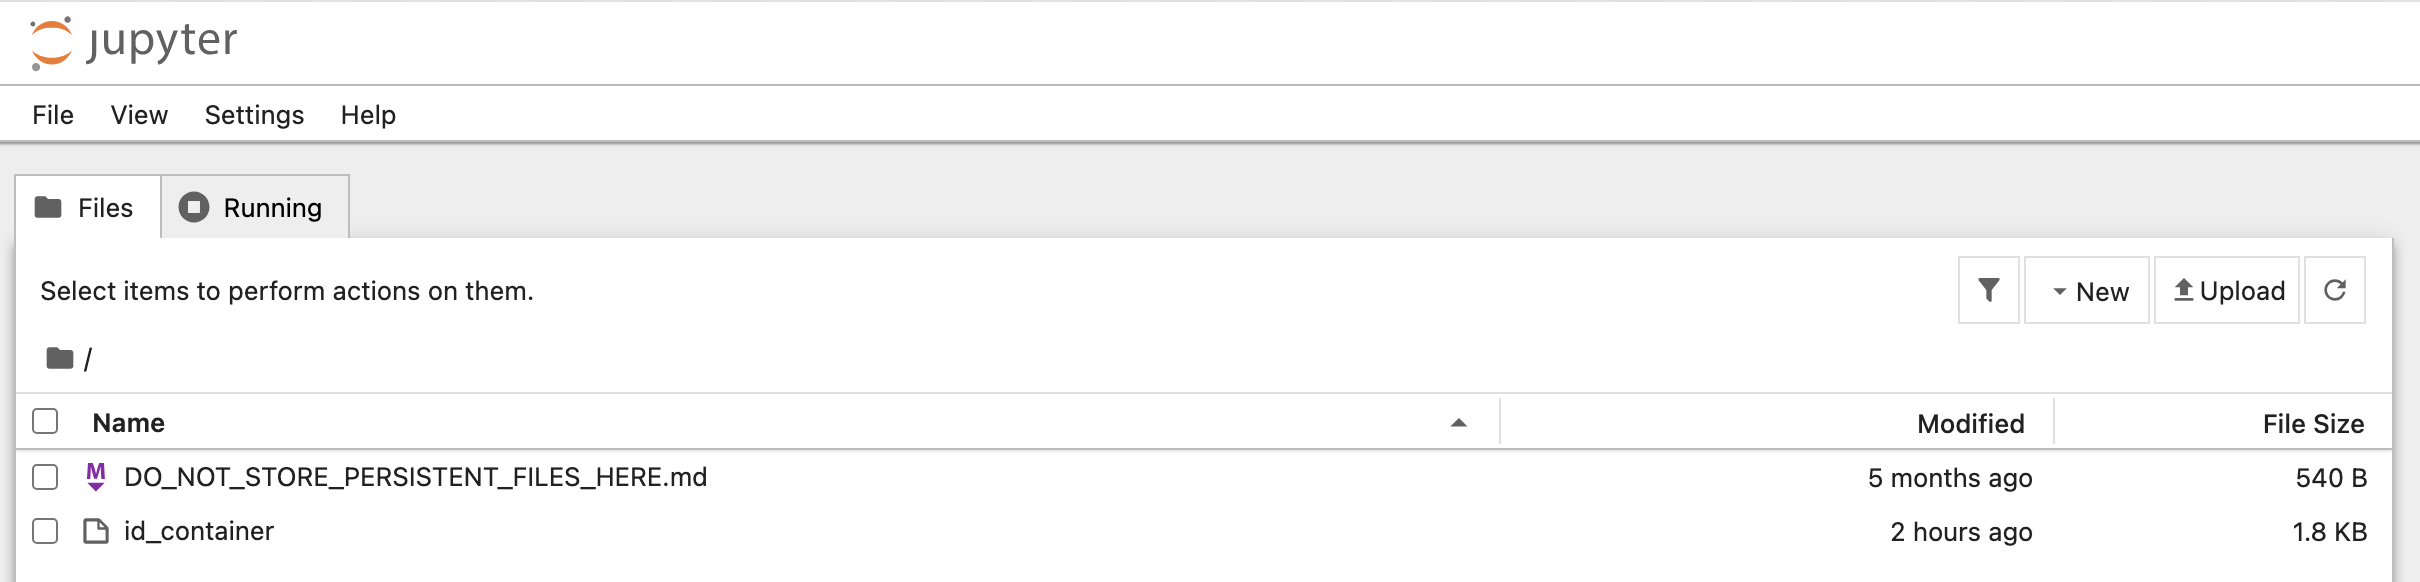 jupyter
File View Settings Help
Files Running
Select items to perform actions on them.
New Upload
/
Name Modified File Size
DO_NOT_STORE_PERSISTENT_FILES_HERE.md 5 months ago 540 B
id_container 2 hours ago 1.8 KB